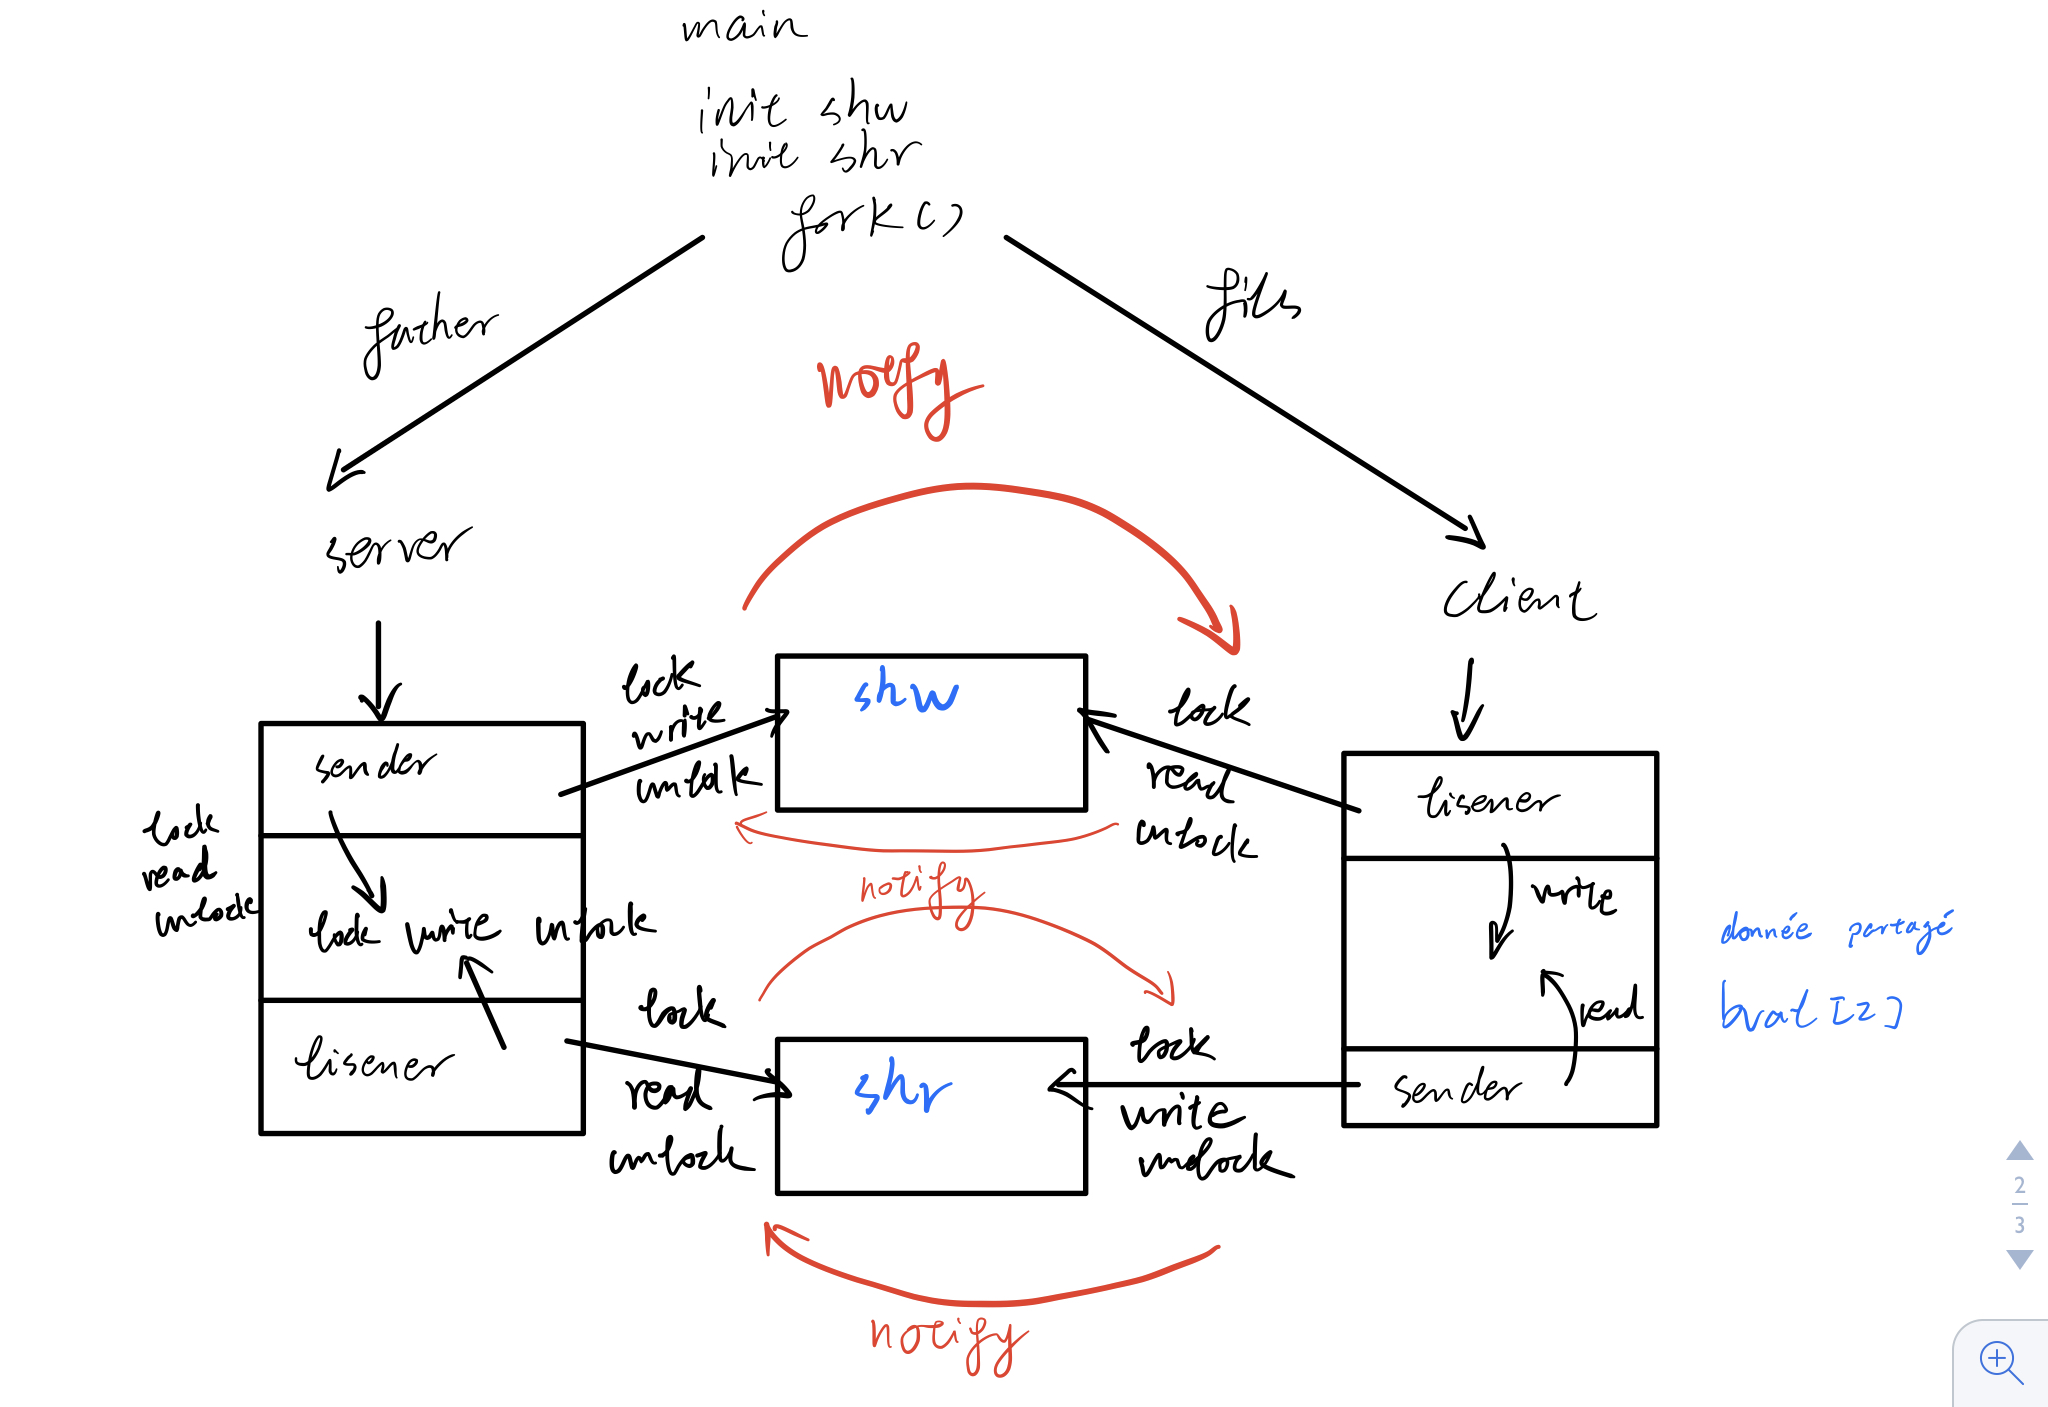 main
init shw
init shr
fork()
father
fils
notify
server
client
shw
lock
write
unlock
lock
read
unlock
sender
lisener
lock
read
unlock
lock write unlock
write
notify
donnée partagé
read
lisener
lock
read
unlock
shr
lock
write
unlock
sender
notify
2
3